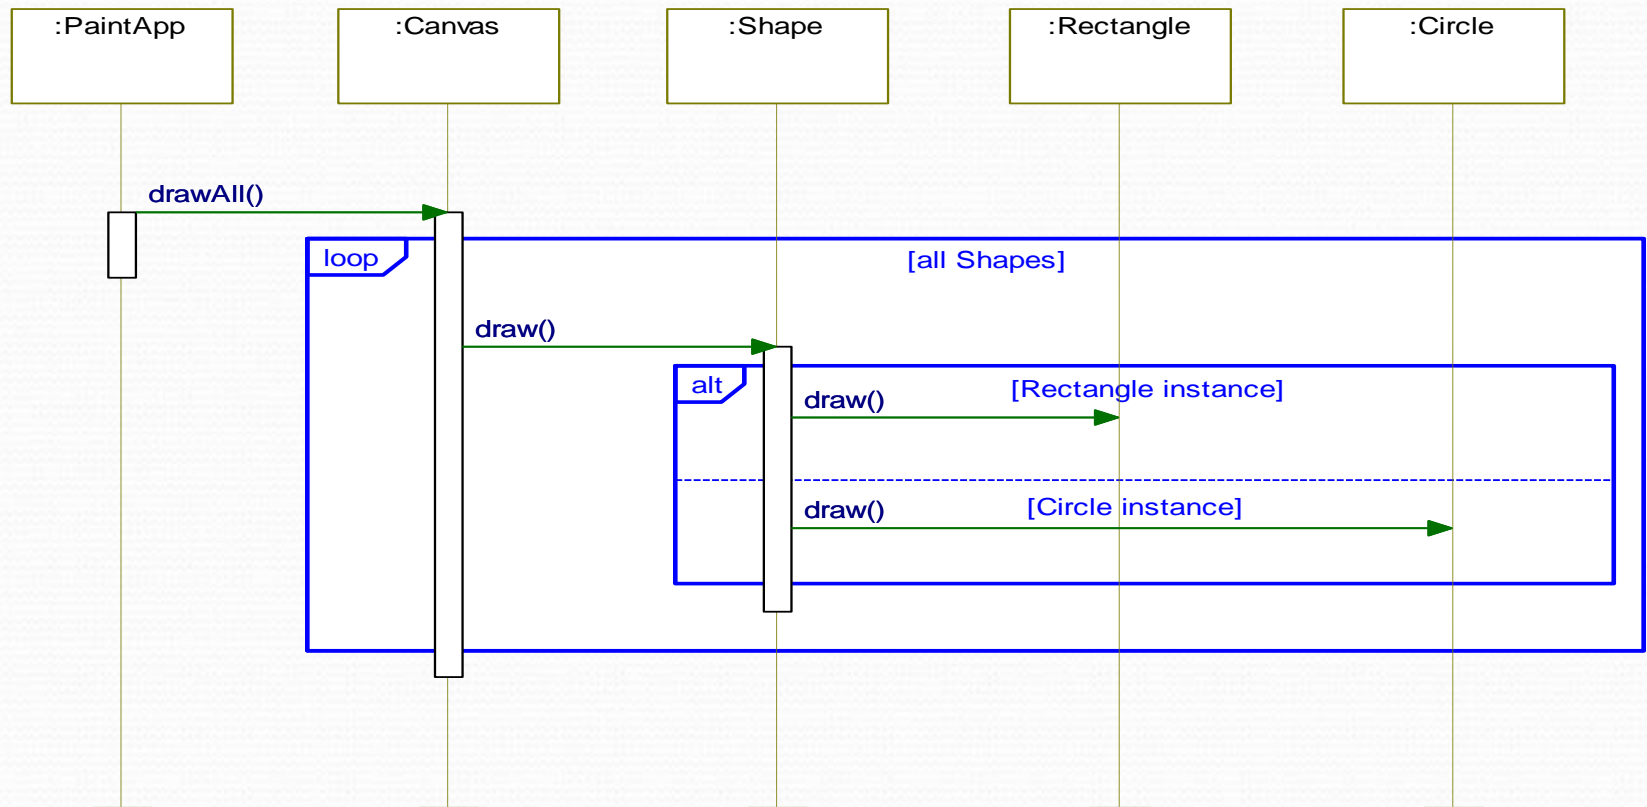 :PaintApp
:Canvas
:Shape
:Rectangle
:Circle
drawAll()
loop
[all Shapes]
draw()
alt
[Rectangle instance]
draw()
[Circle instance]
draw()